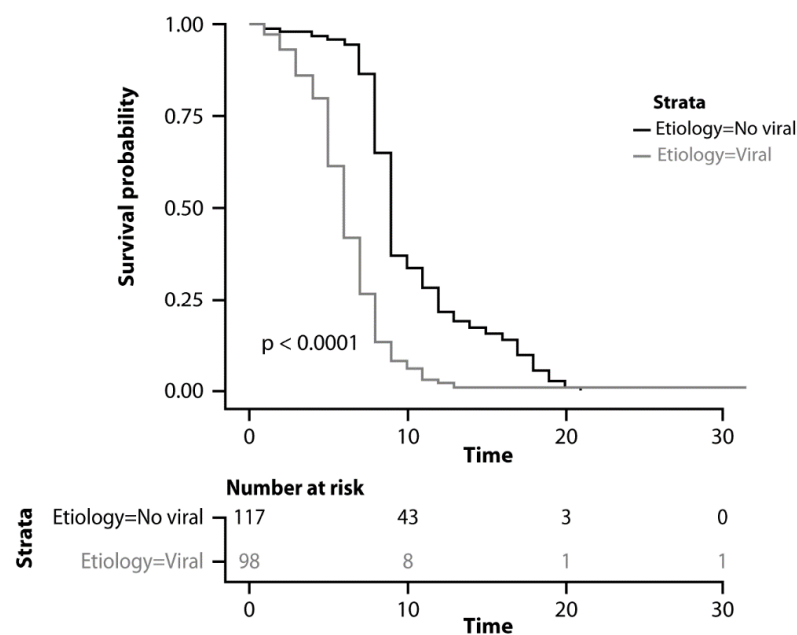 1.00
0.75
0.50
0.25
0.00
Survival probability
p < 0.0001
Strata
Etiology=No viral
Etiology=Viral
0 10 20 30
Time
Number at risk
Strata
Etiology=No viral 117 43 3 0
Etiology=Viral 98 8 1 1
0 10 20 30
Time